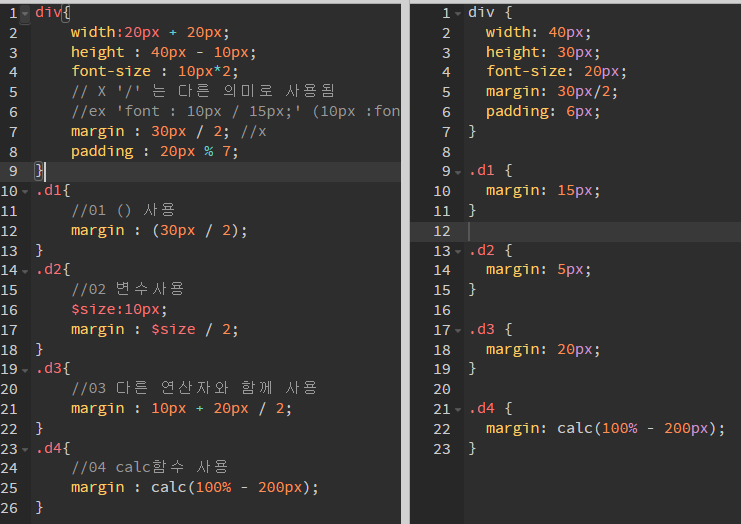 1 div{
2 width:20px + 20px;
3 height : 40px - 10px;
4 font-size : 10px*2;
5 // X '/' 는 다른 의미로 사용됨
6 //ex 'font : 10px / 15px;' (10px :fon
7 margin : 30px / 2; //x
8 padding : 20px % 7;
9 }
10 .d1{
11 //01 () 사용
12 margin : (30px / 2);
13 }
14 .d2{
15 //02 변수사용
16 $size:10px;
17 margin : $size / 2;
18 }
19 .d3{
20 //03 다른 연산자와 함께 사용
21 margin : 10px + 20px / 2;
22 }
23 .d4{
24 //04 calc함수 사용
25 margin : calc(100% - 200px);
26 }
1 div {
2 width: 40px;
3 height: 30px;
4 font-size: 20px;
5 margin: 30px/2;
6 padding: 6px;
7 }
8
9 .d1 {
10 margin: 15px;
11 }
12
13 .d2 {
14 margin: 5px;
15 }
16
17 .d3 {
18 margin: 20px;
19 }
20
21 .d4 {
22 margin: calc(100% - 200px);
23 }